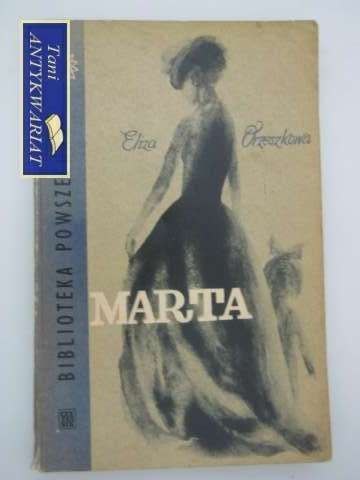 Tani
ANTYKWARIAT
Eliza Orzeszkowa
MARTA
BIBLIOTEKA POWSZE